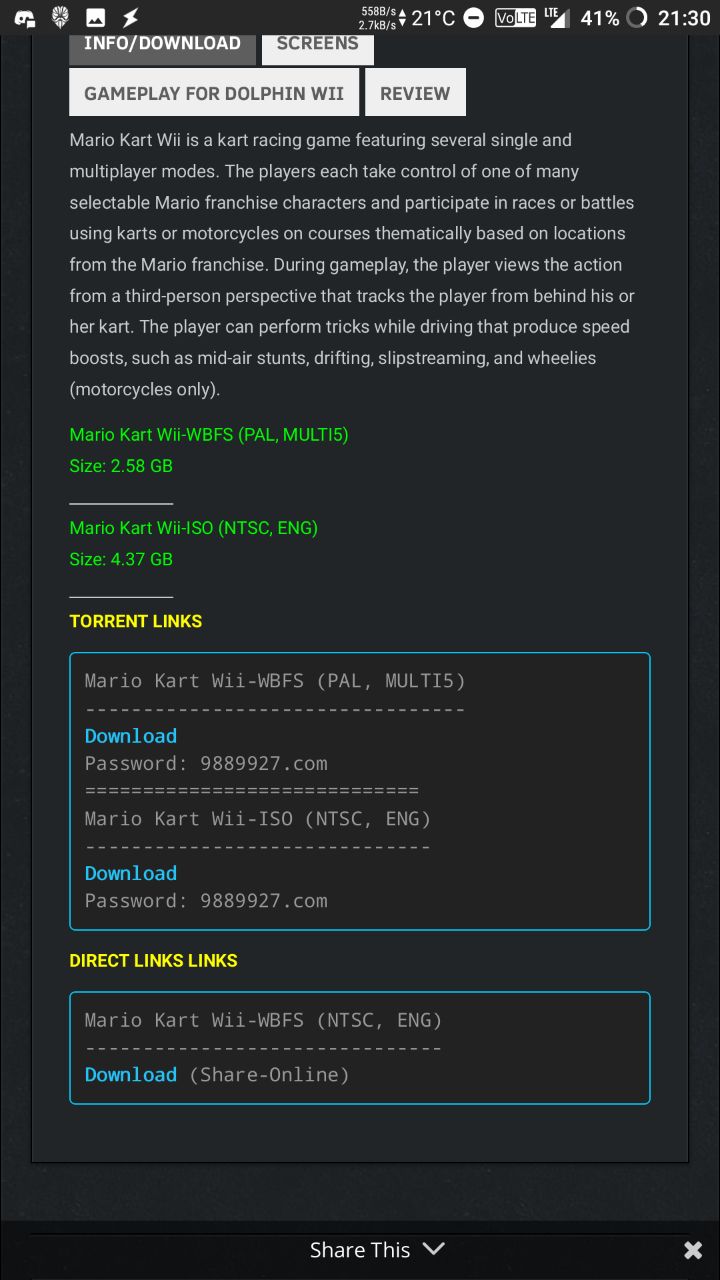 558B/s
2.7kB/s
21°C
VoLTE
LTE
41%
21:30
INFO/DOWNLOAD
SCREENS
GAMEPLAY FOR DOLPHIN WII
REVIEW
Mario Kart Wii is a kart racing game featuring several single and
multiplayer modes. The players each take control of one of many
selectable Mario franchise characters and participate in races or battles
using karts or motorcycles on courses thematically based on locations
from the Mario franchise. During gameplay, the player views the action
from a third-person perspective that tracks the player from behind his or
her kart. The player can perform tricks while driving that produce speed
boosts, such as mid-air stunts, drifting, slipstreaming, and wheelies
(motorcycles only).
Mario Kart Wii-WBFS (PAL, MULTI5)
Size: 2.58 GB
Mario Kart Wii-ISO (NTSC, ENG)
Size: 4.37 GB
TORRENT LINKS
Mario Kart Wii-WBFS (PAL, MULTI5)
---------------------------------
Download
Password: 9889927.com
=============================
Mario Kart Wii-ISO (NTSC, ENG)
------------------------------
Download
Password: 9889927.com
DIRECT LINKS LINKS
Mario Kart Wii-WBFS (NTSC, ENG)
-------------------------------
Download (Share-Online)
Share This